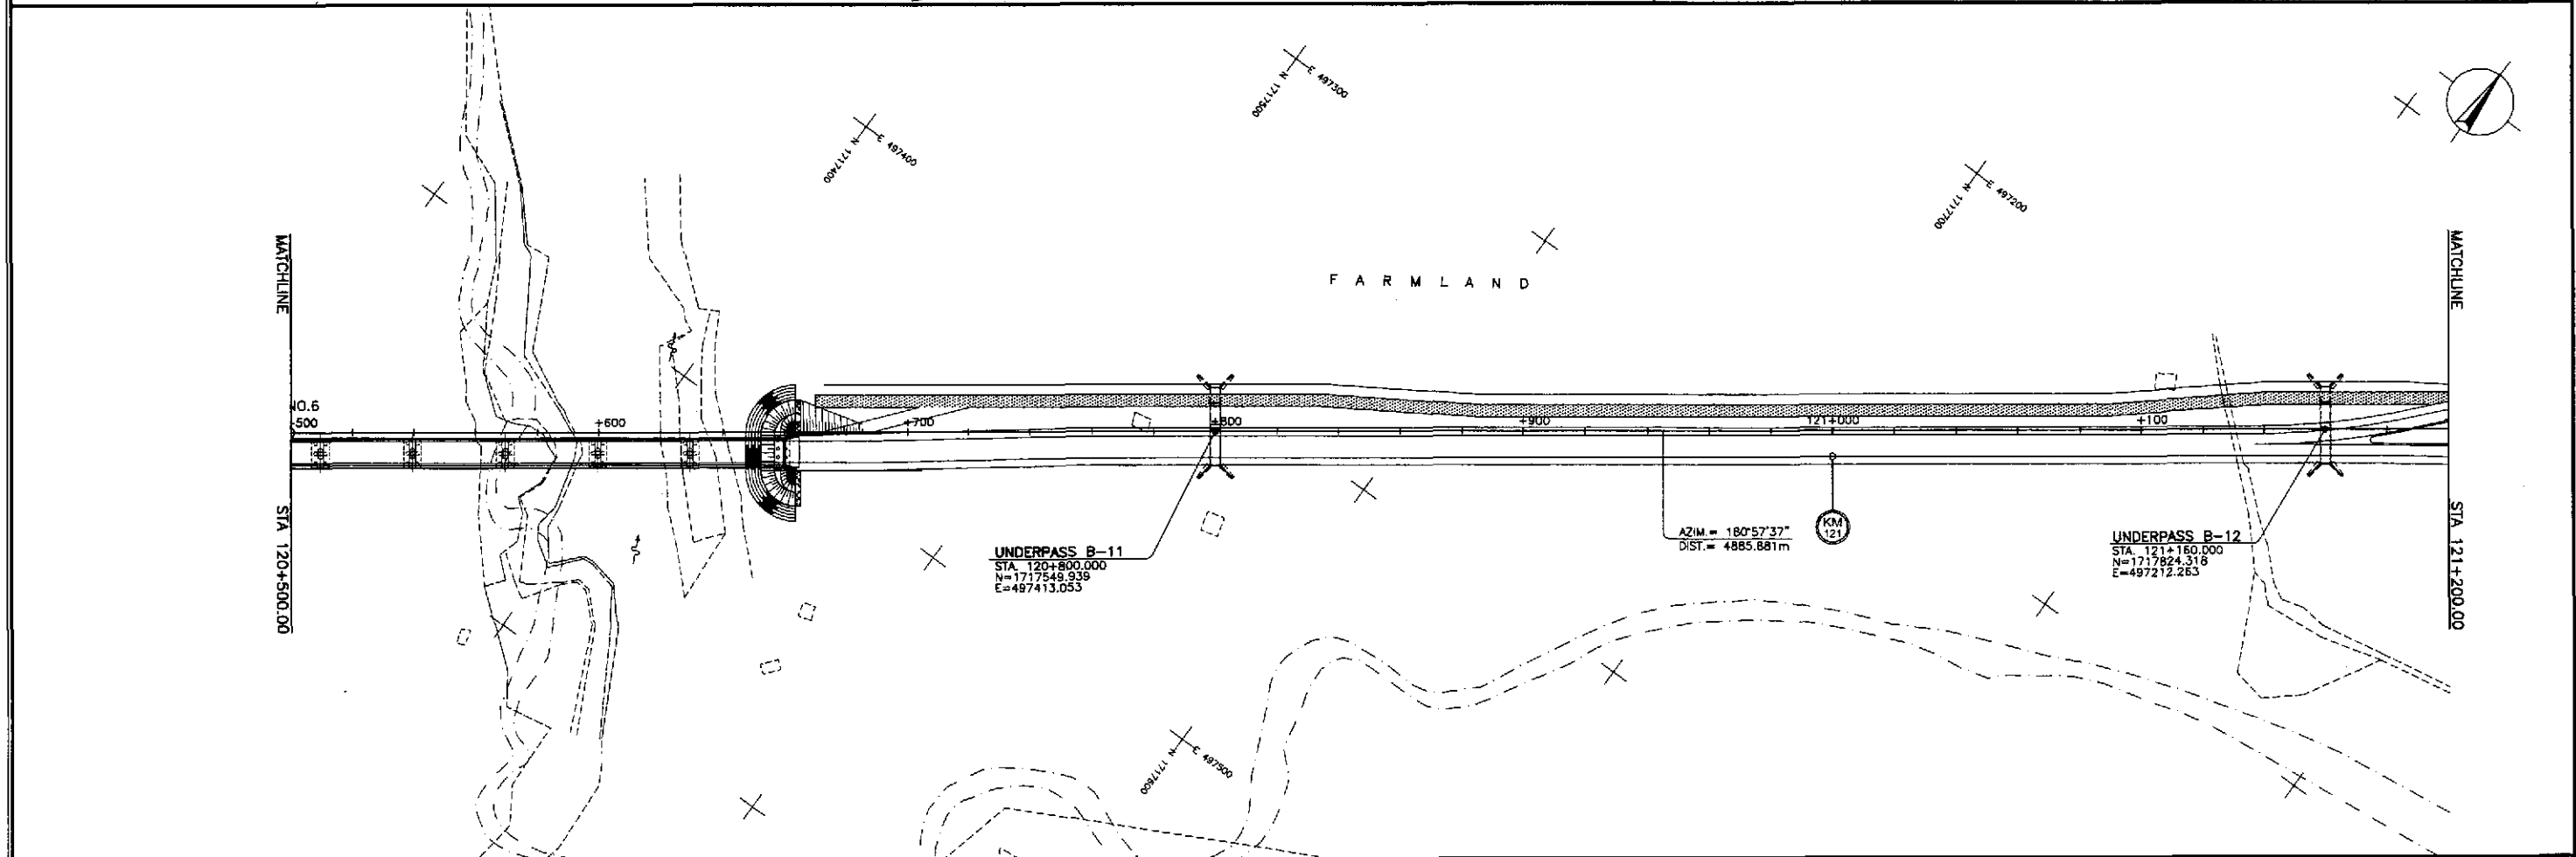 E 497300
N 1717500
E 497400
N 1717400
E 497200
N 1717700
FARMLAND
MATCHLINE
STA 120+500.00
MATCHLINE
STA 121+200.00
NO.6
500
+600
+700
+800
+900
121+000
+100
KM
121
AZIM.= 180°57'37"
DIST.= 4885.881m
UNDERPASS B-11
STA. 120+800.000
N=1717549.939
E=497413.053
UNDERPASS B-12
STA. 121+160.000
N=1717824.318
E=497212.263
E 497500
N 1717600